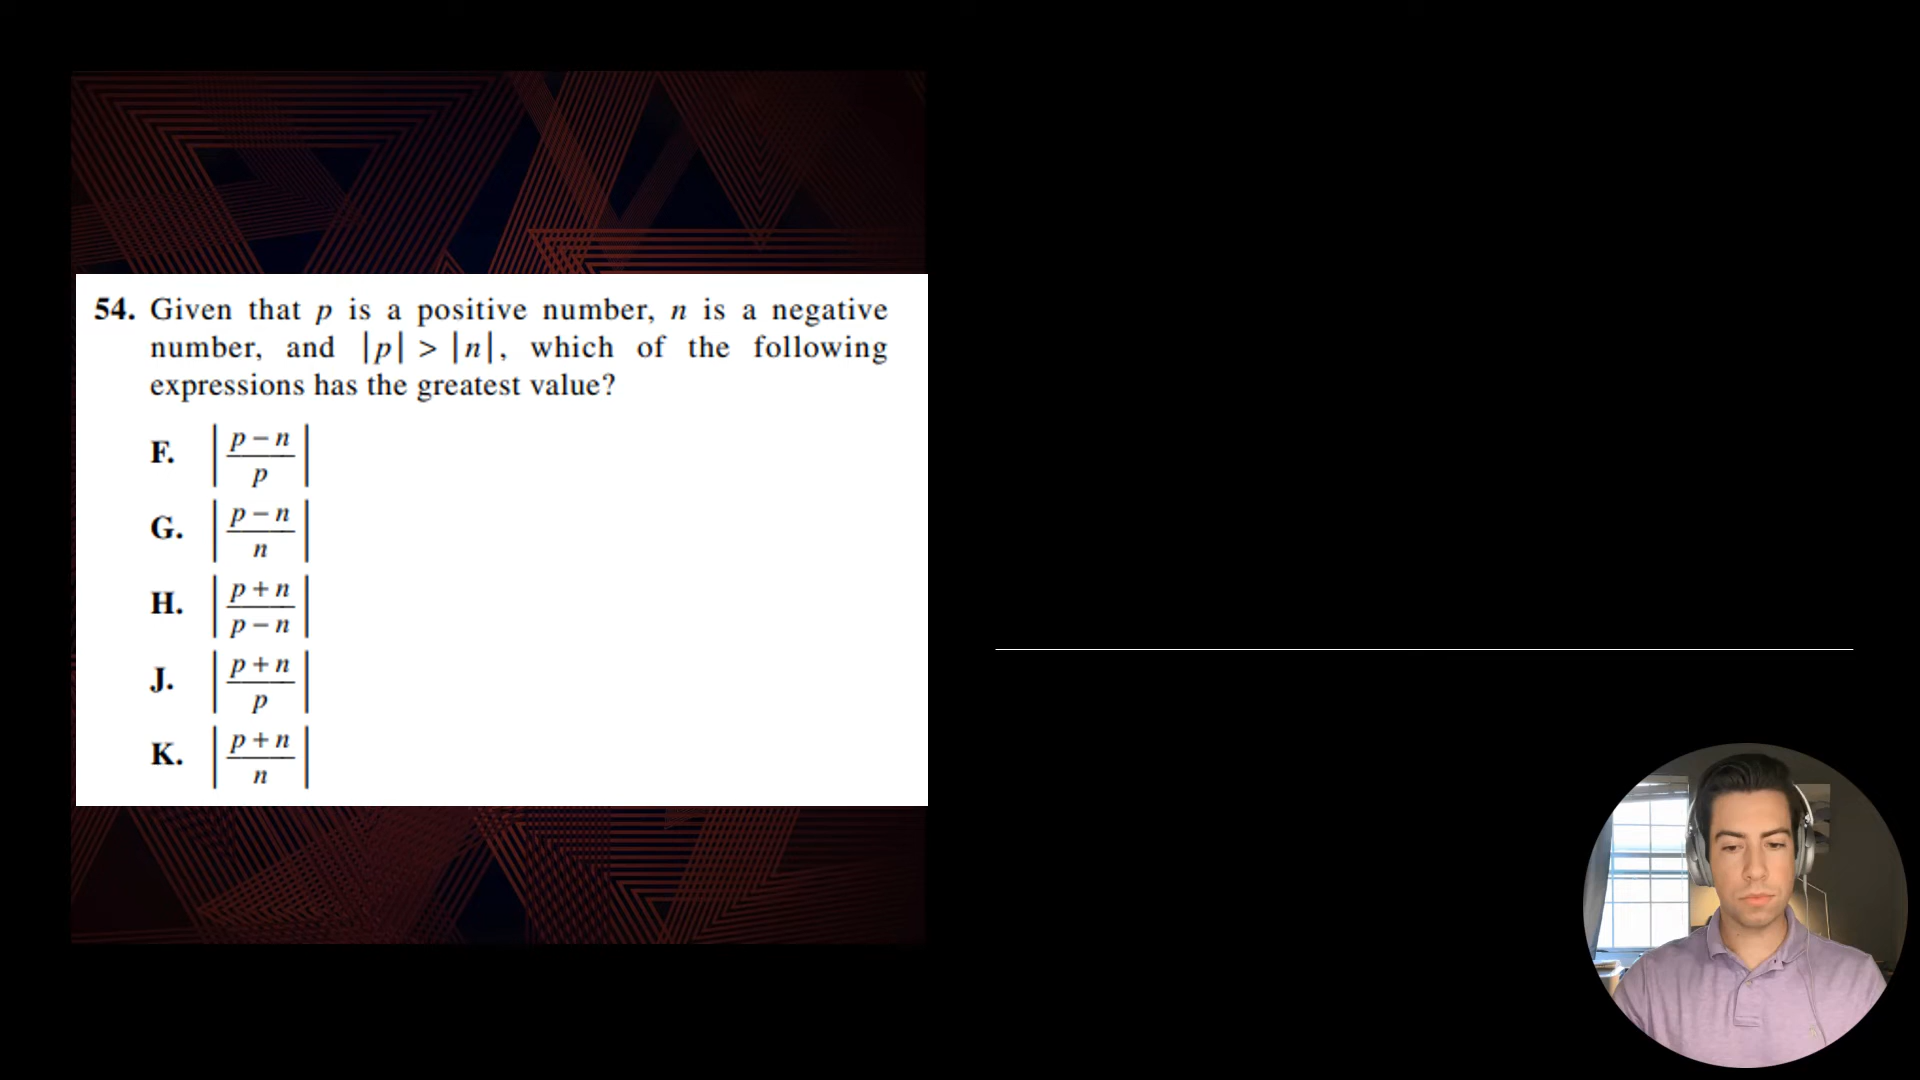 54. Given that p is a positive number, n is a negative
number, and |p| > |n|, which of the following
expressions has the greatest value?
F. |(p − n)/p|
G. |(p − n)/n|
H. |(p + n)/(p − n)|
J. |(p + n)/p|
K. |(p + n)/n|